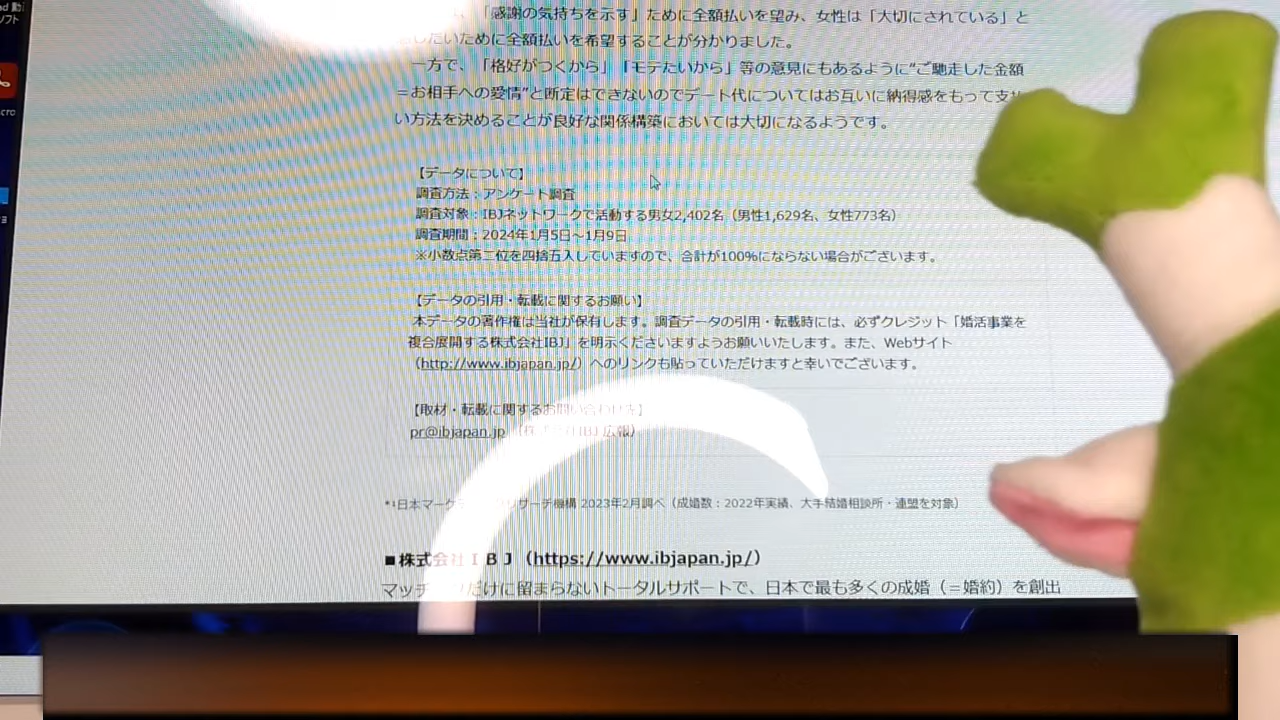 「感謝の気持ちを示す」ために全額払いを望み、女性は「大切にされている」と
したいために全額払いを希望することが分かりました。
一方で、「格好がつくから」「モテたいから」等の意見にもあるように"ご馳走した金額
＝お相手への愛情"と断定はできないのでデート代についてはお互いに納得感をもって支払
い方法を決めることが良好な関係構築においては大切になるようです。
【データについて】
調査方法：アンケート調査
調査対象：IBJネットワークで活動する男女2,402名（男性1,629名、女性773名）
調査期間：2024年1月5日～1月9日
※小数点第二位を四捨五入していますので、合計が100%にならない場合がございます。
【データの引用・転載に関するお願い】
本データの著作権は当社が保有します。調査データの引用・転載時には、必ずクレジット「婚活事業を
複合展開する株式会社IBJ」を明示くださいますようお願いいたします。また、Webサイト
（http://www.ibjapan.jp/）へのリンクも貼っていただけますと幸いでございます。
【取材・転載に関するお問い合わせ先】
pr@ibjapan.jp （株式会社IBJ 広報）
*¹日本マーケ リサーチ機構 2023年2月調べ（成婚数：2022年実績、大手結婚相談所・連盟を対象）
■株式会社ＩＢＪ（https://www.ibjapan.jp/）
マッチ だけに留まらないトータルサポートで、日本で最も多くの成婚（＝婚約）を創出